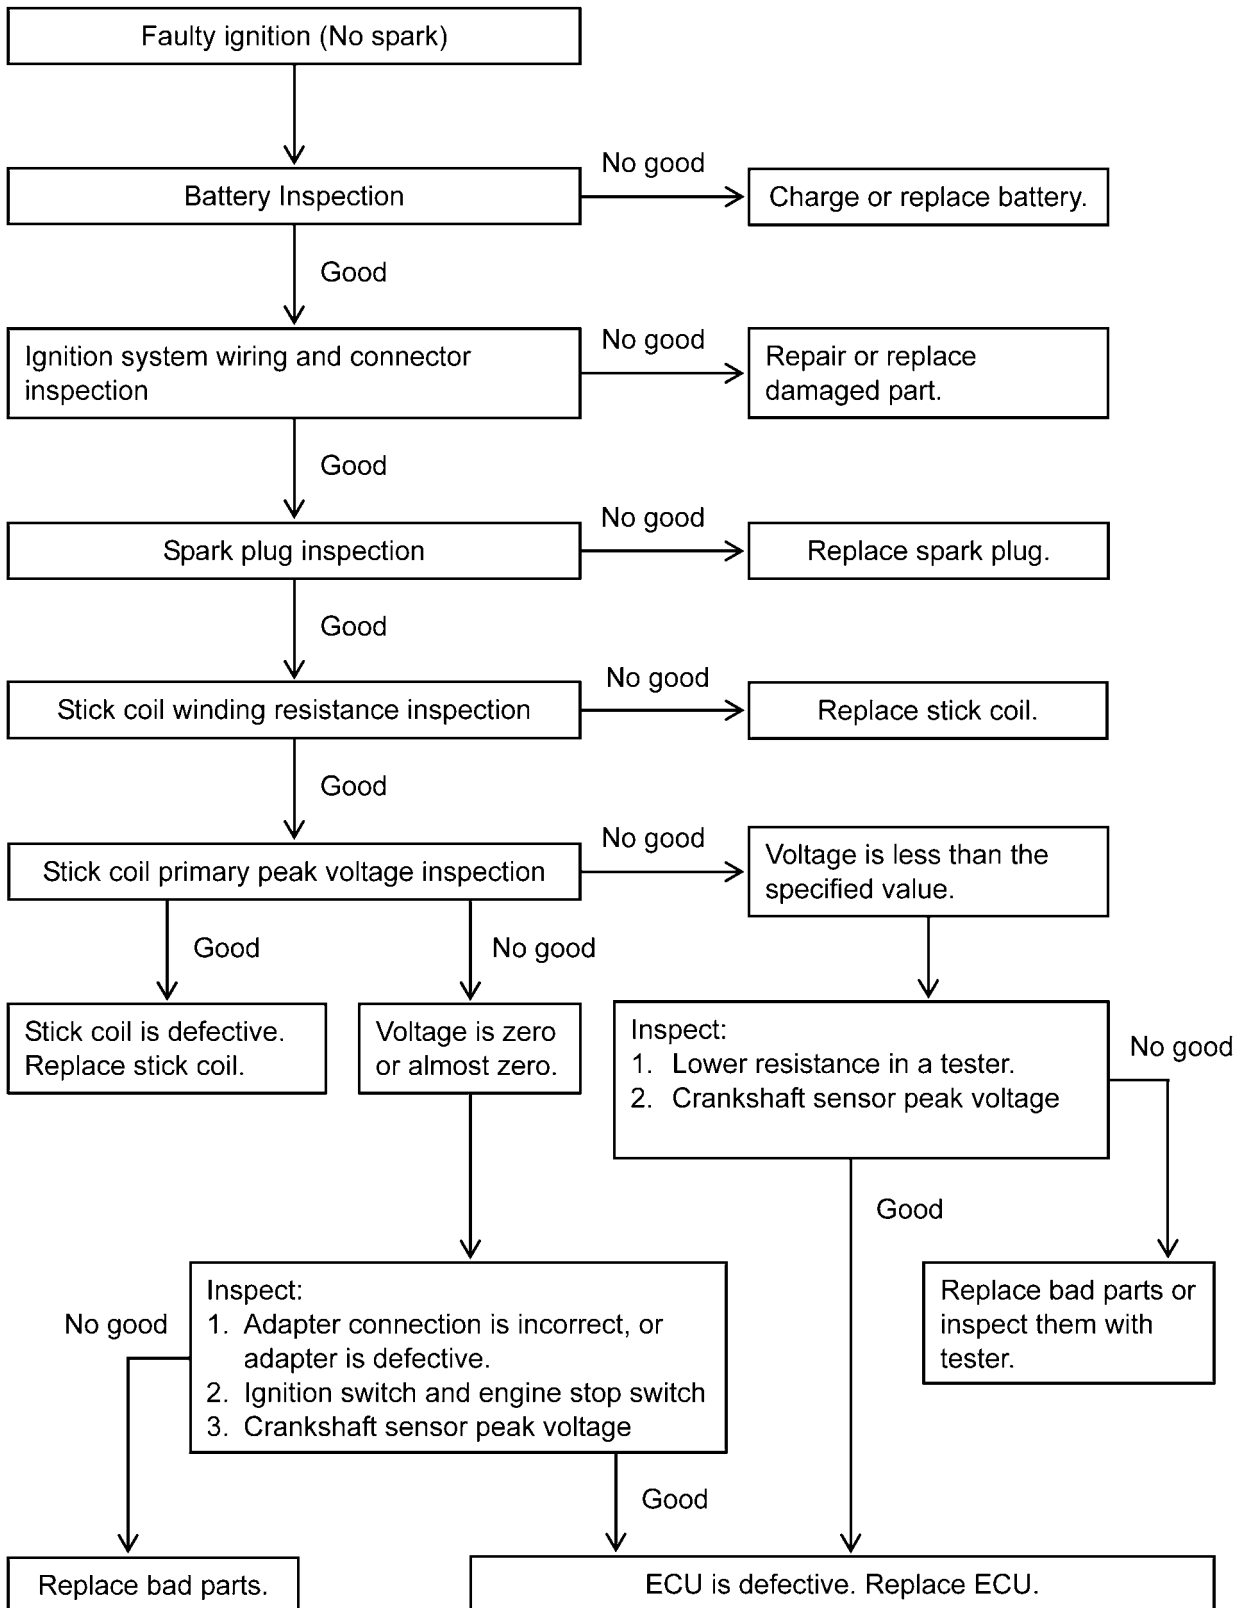 Faulty ignition (No spark)
No good
Battery Inspection
Charge or replace battery.
Good
No good
Ignition system wiring and connector
inspection
Repair or replace
damaged part.
Good
No good
Spark plug inspection
Replace spark plug.
Good
No good
Stick coil winding resistance inspection
Replace stick coil.
Good
No good
Stick coil primary peak voltage inspection
Voltage is less than the
specified value.
Good
No good
Stick coil is defective.
Replace stick coil.
Voltage is zero
or almost zero.
Inspect:
1. Lower resistance in a tester.
2. Crankshaft sensor peak voltage
No good
Good
No good
Inspect:
1. Adapter connection is incorrect, or
adapter is defective.
2. Ignition switch and engine stop switch
3. Crankshaft sensor peak voltage
Replace bad parts or
inspect them with
tester.
Good
Replace bad parts.
ECU is defective. Replace ECU.